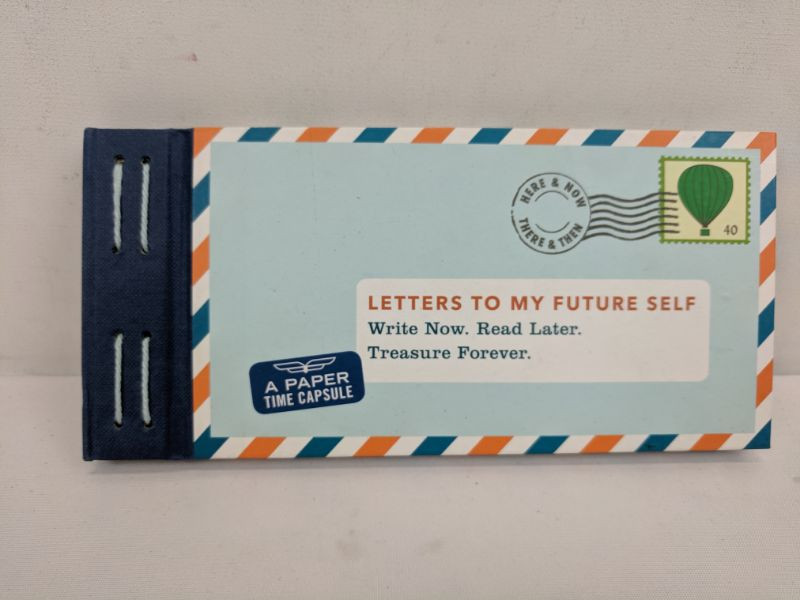 HERE & NOW
THERE & THEN
40
LETTERS TO MY FUTURE SELF
Write Now. Read Later.
Treasure Forever.
A PAPER
TIME CAPSULE